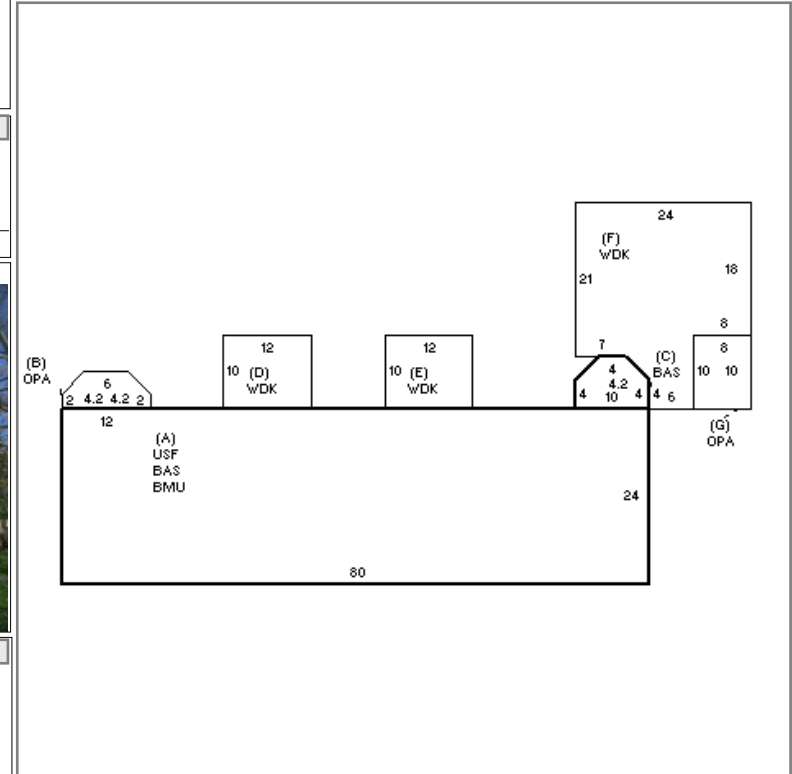 24
(F)
WDK
18
21
8
7
12
12
8
(C)
BAS
(B)
OPA
10 (D)
WDK
10 (E)
WDK
10 10
6
4
4.2
2 4.2 4.2 2
4 10 4 4 6
12
(G)
OPA
(A)
USF
BAS
BMU
24
80